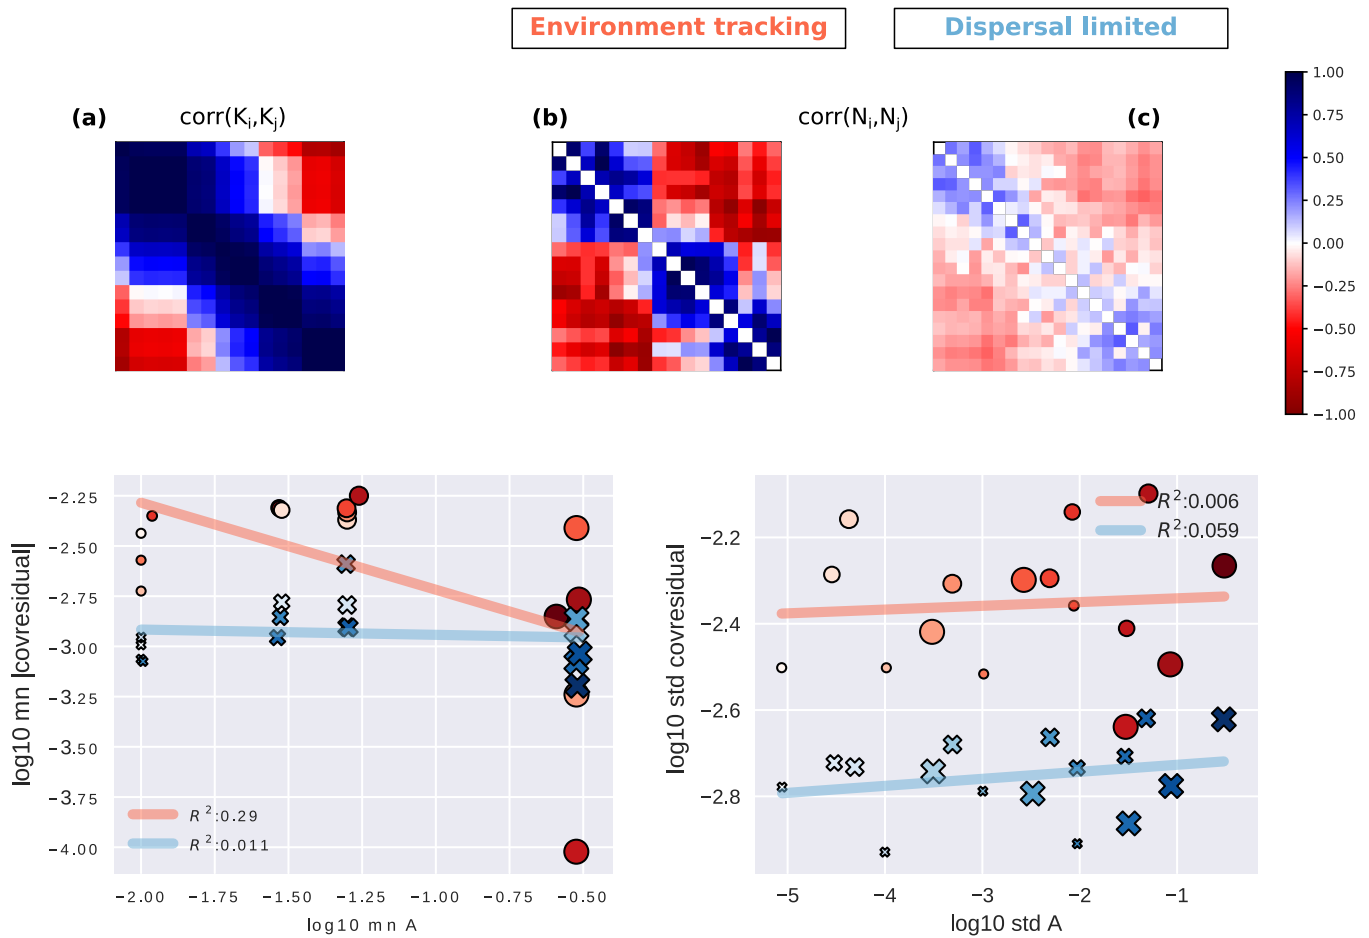 Environment tracking
Dispersal limited
(a)
corr(Ki,Kj)
(b)
corr(Ni,Nj)
(c)
1.00
0.75
0.50
0.25
0.00
−0.25
−0.50
−0.75
−1.00
log10 mn |covresidual|
−2.25
−2.50
−2.75
−3.00
−3.25
−3.50
−3.75
−4.00
R²:0.29
R²:0.011
−2.00
−1.75
−1.50
−1.25
−1.00
−0.75
−0.50
log10 mn A
log10 std covresidual
−2.2
−2.4
−2.6
−2.8
R²:0.006
R²:0.059
−5
−4
−3
−2
−1
log10 std A